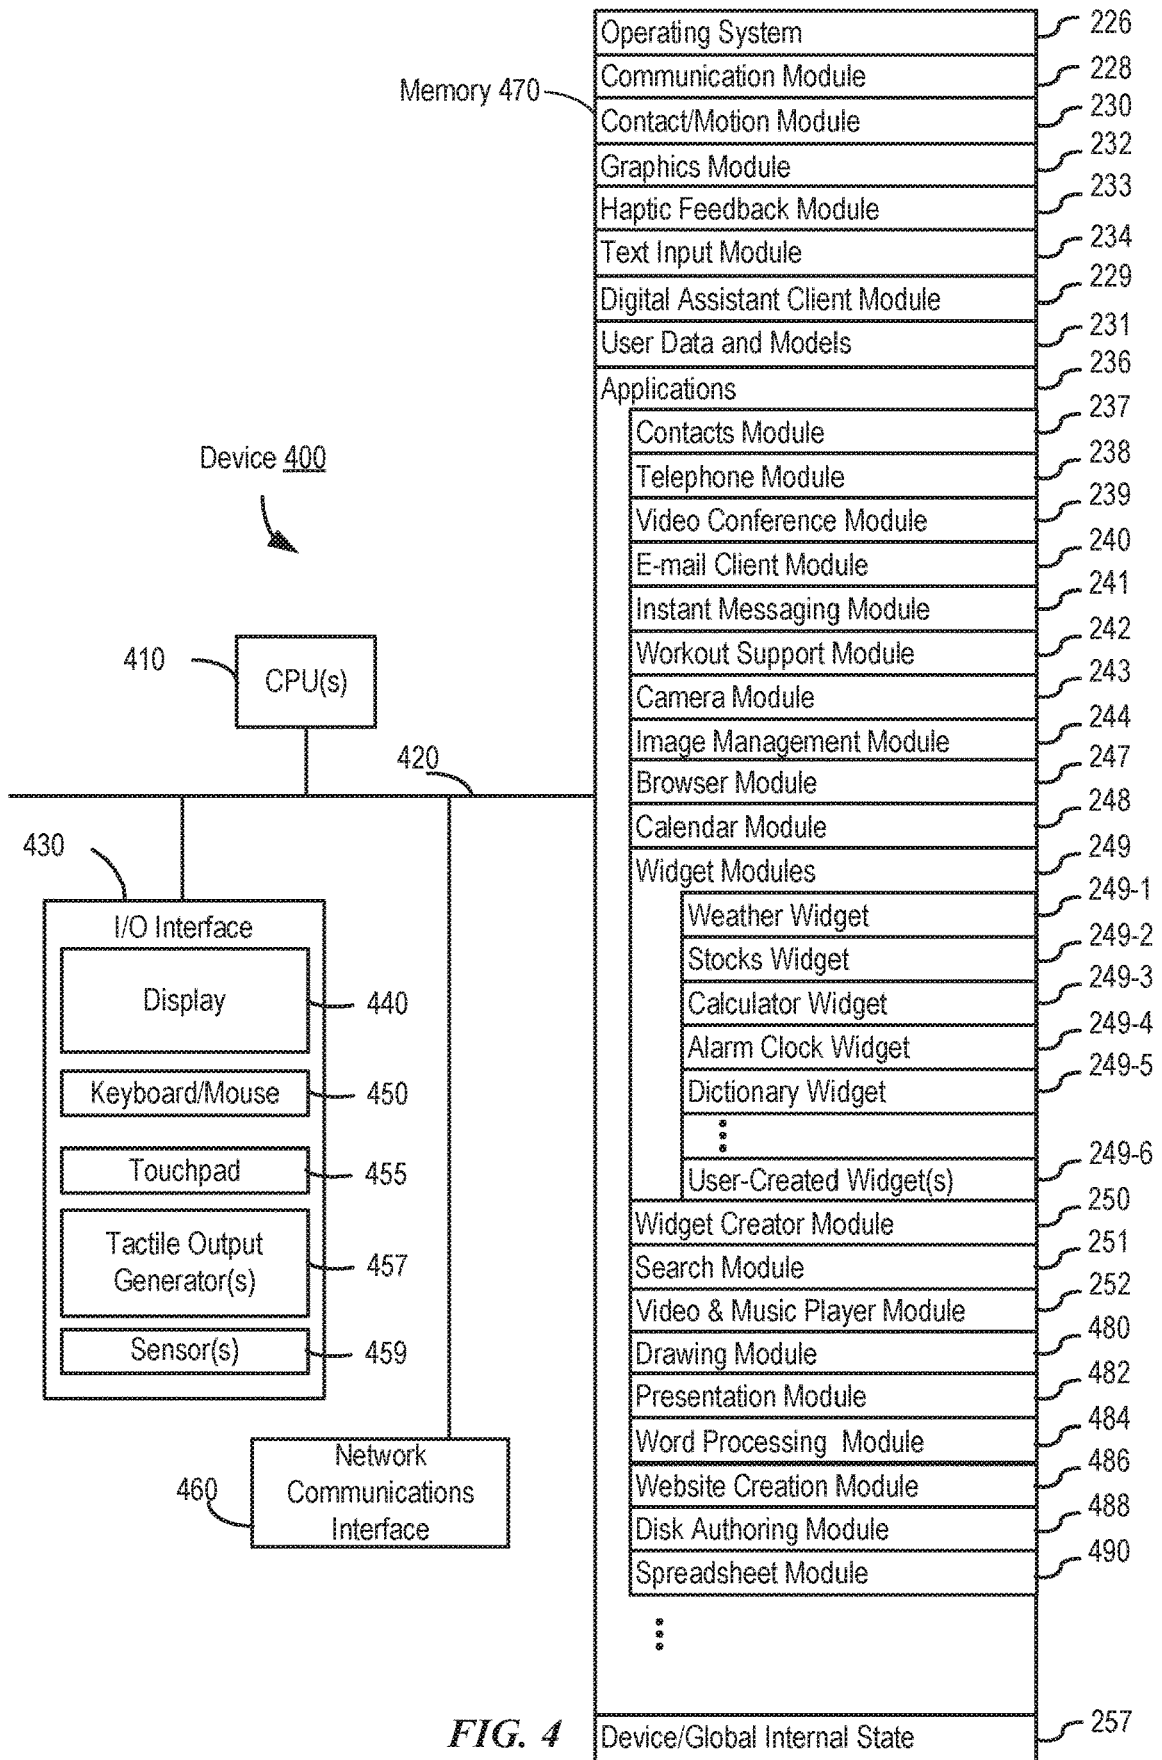 Memory 470
Operating System 226
Communication Module 228
Contact/Motion Module 230
Graphics Module 232
Haptic Feedback Module 233
Text Input Module 234
Digital Assistant Client Module 229
User Data and Models 231
Applications 236
Contacts Module 237
Telephone Module 238
Video Conference Module 239
E-mail Client Module 240
Instant Messaging Module 241
Workout Support Module 242
Camera Module 243
Image Management Module 244
Browser Module 247
Calendar Module 248
Widget Modules 249
Weather Widget 249-1
Stocks Widget 249-2
Calculator Widget 249-3
Alarm Clock Widget 249-4
Dictionary Widget 249-5
User-Created Widget(s) 249-6
Widget Creator Module 250
Search Module 251
Video & Music Player Module 252
Drawing Module 480
Presentation Module 482
Word Processing Module 484
Website Creation Module 486
Disk Authoring Module 488
Spreadsheet Module 490
Device/Global Internal State 257
Device 400
410
CPU(s)
420
430
I/O Interface
Display 440
Keyboard/Mouse 450
Touchpad 455
Tactile Output
Generator(s) 457
Sensor(s) 459
460
Network
Communications
Interface
FIG. 4